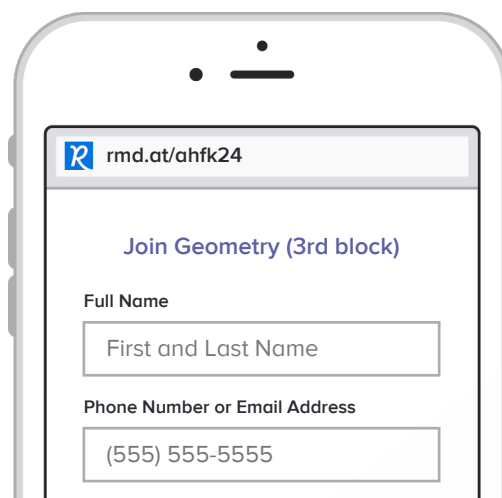 rmd.at/ahfk24
Join Geometry (3rd block)
Full Name
First and Last Name
Phone Number or Email Address
(555) 555-5555